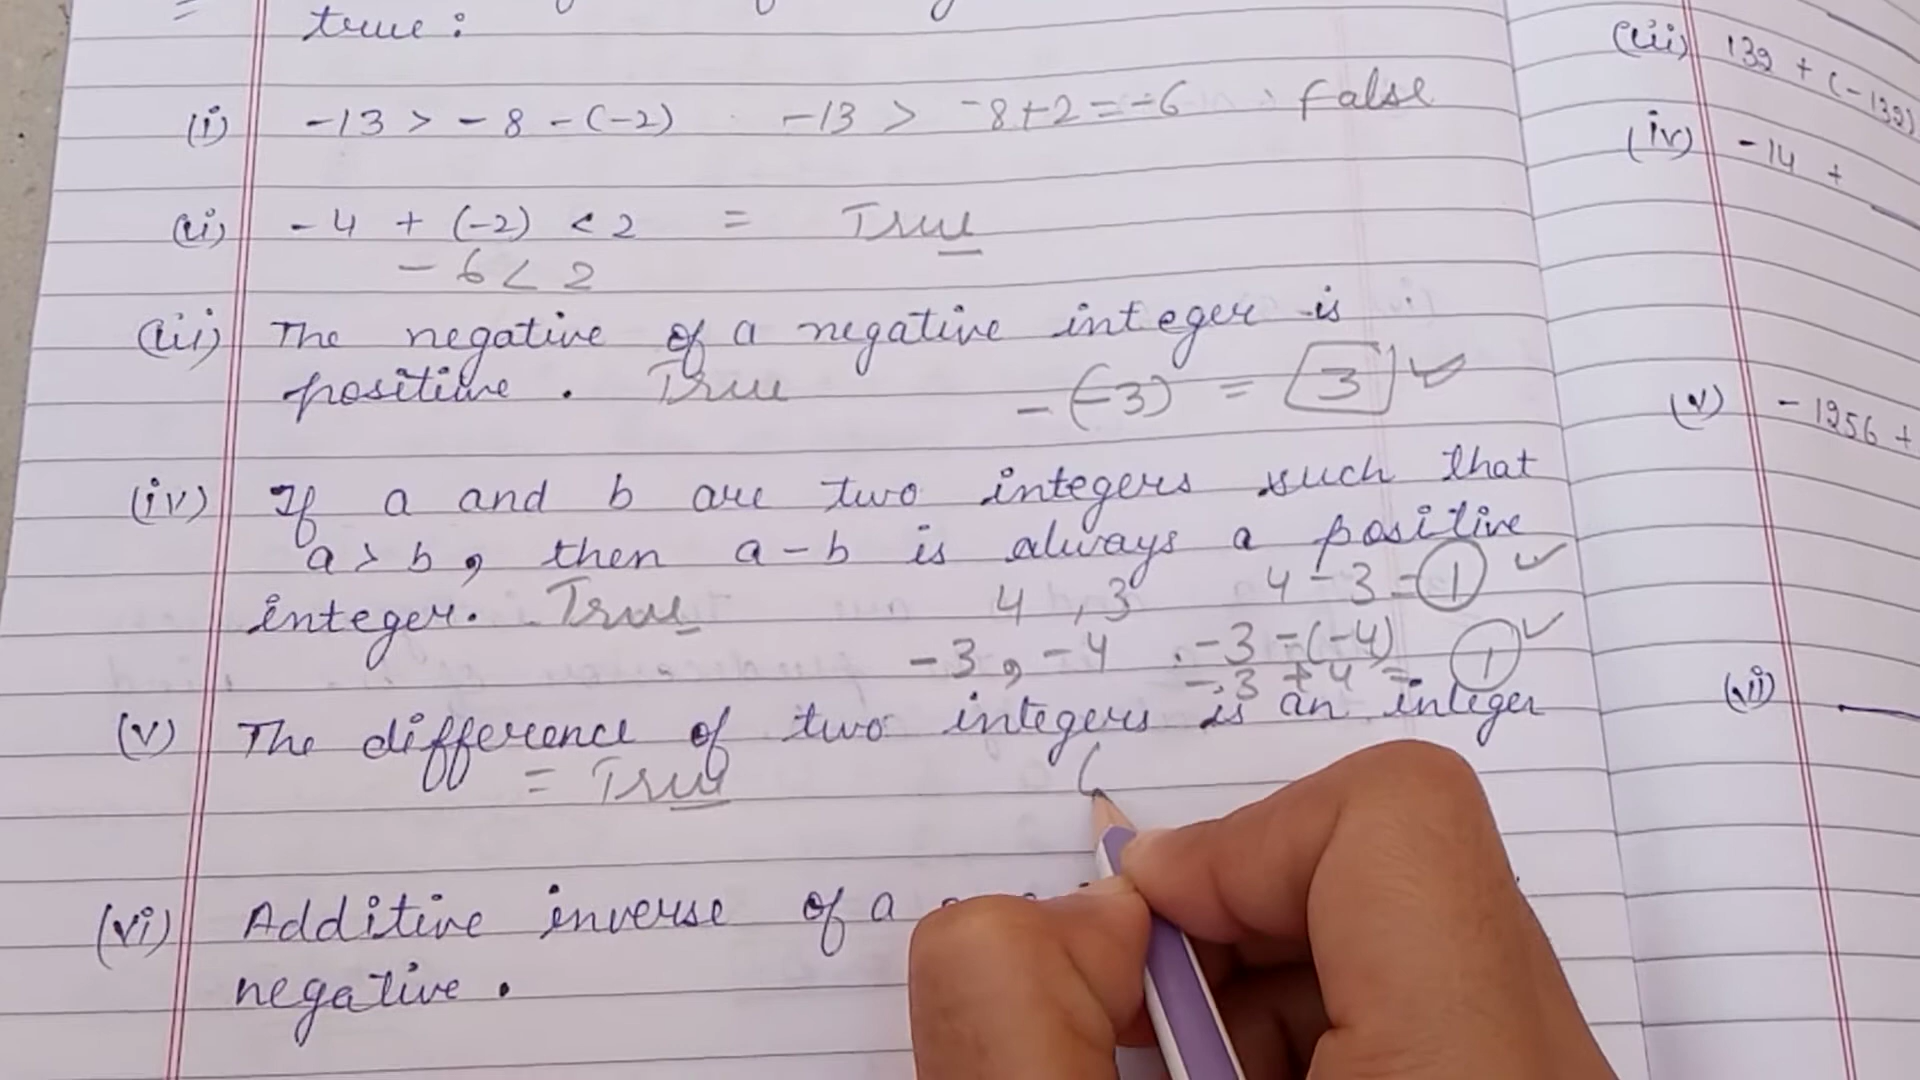 true:
(i) -13 > -8 -(-2) -13 > -8+2 = -6 false
(ii) -4 + (-2) < 2 = True
-6 < 2
(iii) The negative of a negative integer is
positive. True -(-3) = 3
(iv) If a and b are two integers such that
a > b, then a-b is always a positive
integer. True 4, 3 4-3 = 1
-3, -4 -3 -(-4)
-3 + 4 = 1
(v) The difference of two integers is an integer
= True (
(vi) Additive inverse of a
negative.
(iii) 139 + (-139)
(iv) -14 +
(v) -1256 +
(vi)